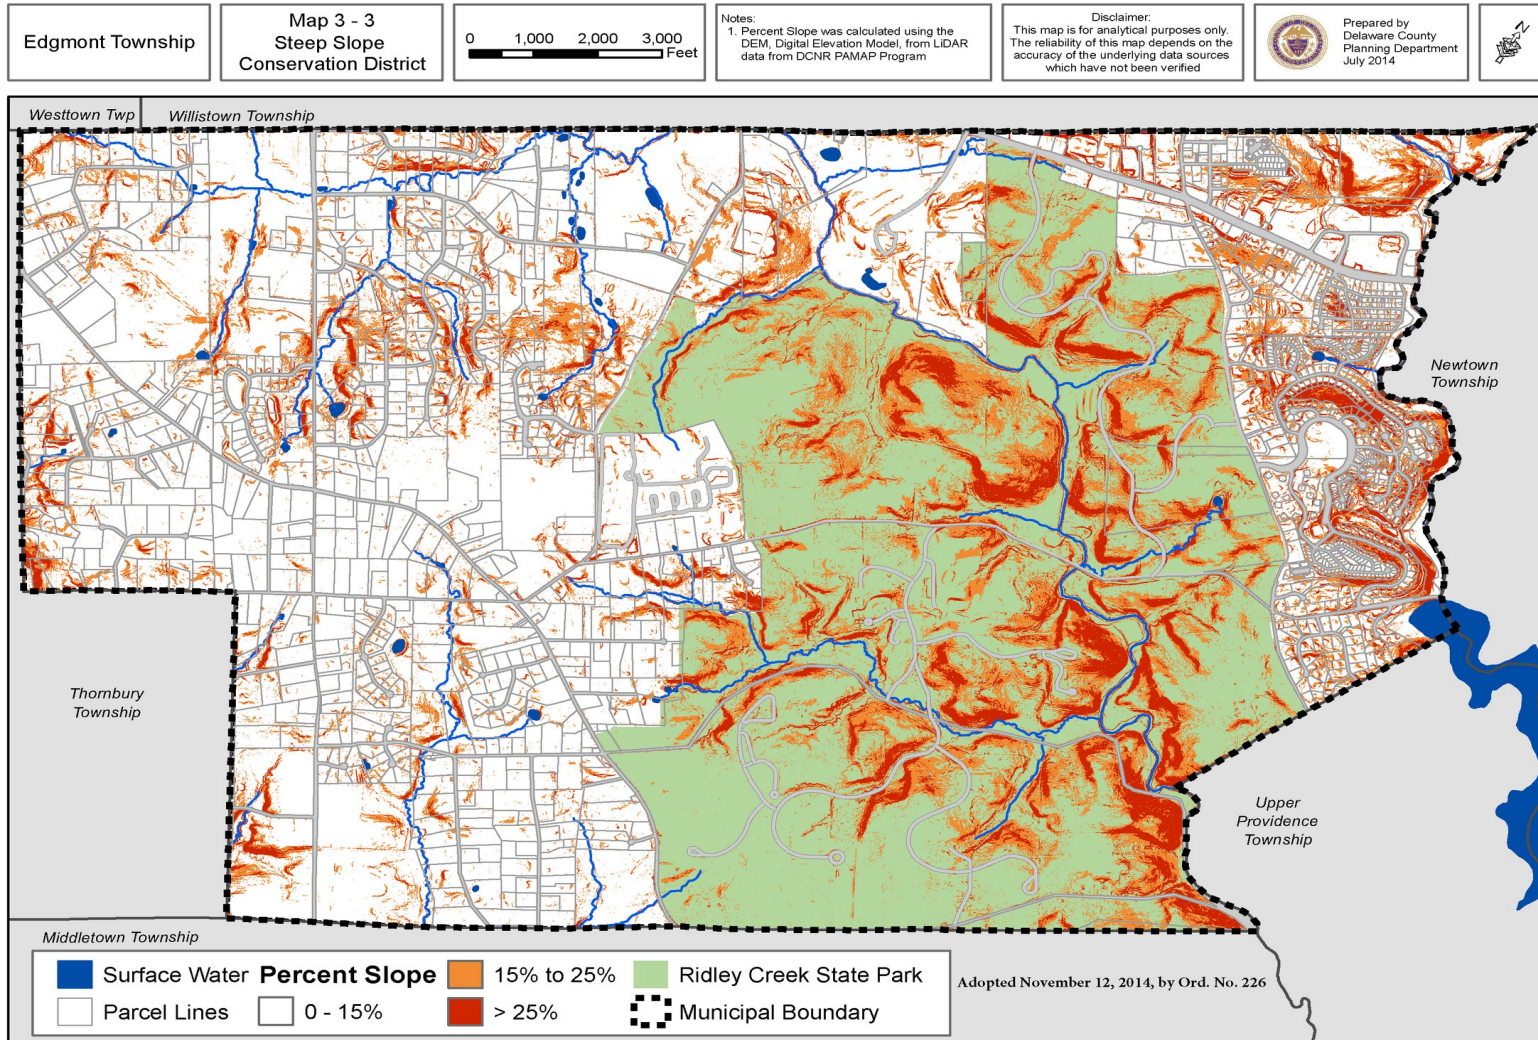 Edgmont Township
Map 3 - 3
Steep Slope
Conservation District
0 1,000 2,000 3,000
Feet
Notes:
1. Percent Slope was calculated using the
DEM, Digital Elevation Model, from LiDAR
data from DCNR PAMAP Program
Disclaimer:
This map is for analytical purposes only.
The reliability of this map depends on the
accuracy of the underlying data sources
which have not been verified
Prepared by
Delaware County
Planning Department
July 2014
N
Westtown Twp
Willistown Township
Newtown
Township
Thornbury
Township
Upper
Providence
Township
Middletown Township
Surface Water
Parcel Lines
Percent Slope
0 - 15%
15% to 25%
> 25%
Ridley Creek State Park
Municipal Boundary
Adopted November 12, 2014, by Ord. No. 226